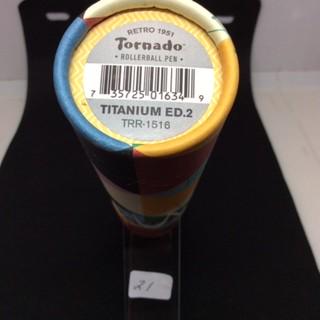 RETRO 1951
Tornado®
• ROLLERBALL PEN •
7 35725 01634 9
TITANIUM ED.2
TRR-1516
21